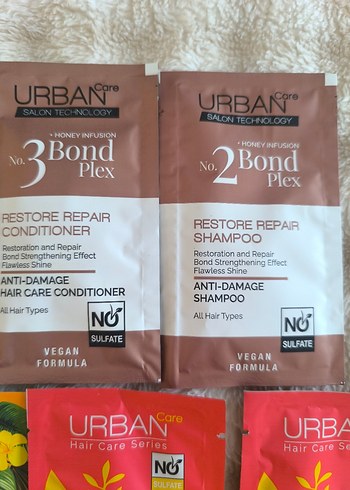 URBAN Care
SALON TECHNOLOGY
+ HONEY INFUSION
No. 3 Bond
Plex
RESTORE REPAIR
CONDITIONER
Restoration and Repair
Bond Strengthening Effect
Flawless Shine
ANTI-DAMAGE
HAIR CARE CONDITIONER
All Hair Types
NO
SULFATE
VEGAN
FORMULA
URBAN Care
SALON TECHNOLOGY
+ HONEY INFUSION
No. 2 Bond
Plex
RESTORE REPAIR
SHAMPOO
Restoration and Repair
Bond Strengthening Effect
Flawless Shine
ANTI-DAMAGE
SHAMPOO
All Hair Types
NO
SULFATE
VEGAN
FORMULA
URBAN Care
Hair Care Series
NO
SULFATE
URBA
Hair Care